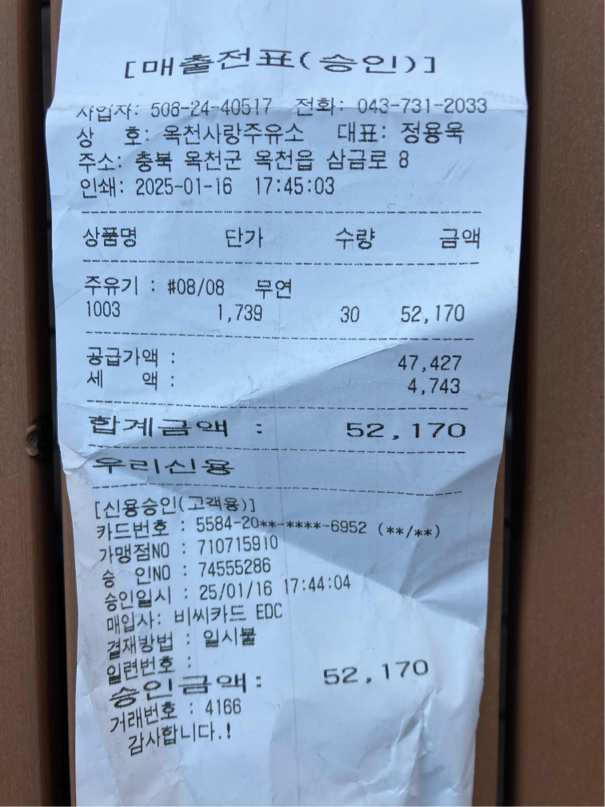 [매출전표(승인)]
사업자: 508-24-40517 전화: 043-731-2033
상 호: 옥천사랑주유소 대표: 정용욱
주소: 충북 옥천군 옥천읍 삼금로 8
인쇄: 2025-01-16 17:45:03
상품명 단가 수량 금액
주유기 : #08/08 무연
1003 1,739 30 52,170
공급가액 : 47,427
세 액 : 4,743
합계금액 : 52,170
우리신용
[신용승인(고객용)]
카드번호 : 5584-20**-****-6952 (**/**)
가맹점NO : 710715910
승 인NO : 74555286
승인일시 : 25/01/16 17:44:04
매입사: 비씨카드 EDC
결재방법 : 일시불
일련번호 :
승인금액: 52,170
거래번호 : 4166
감사합니다.!